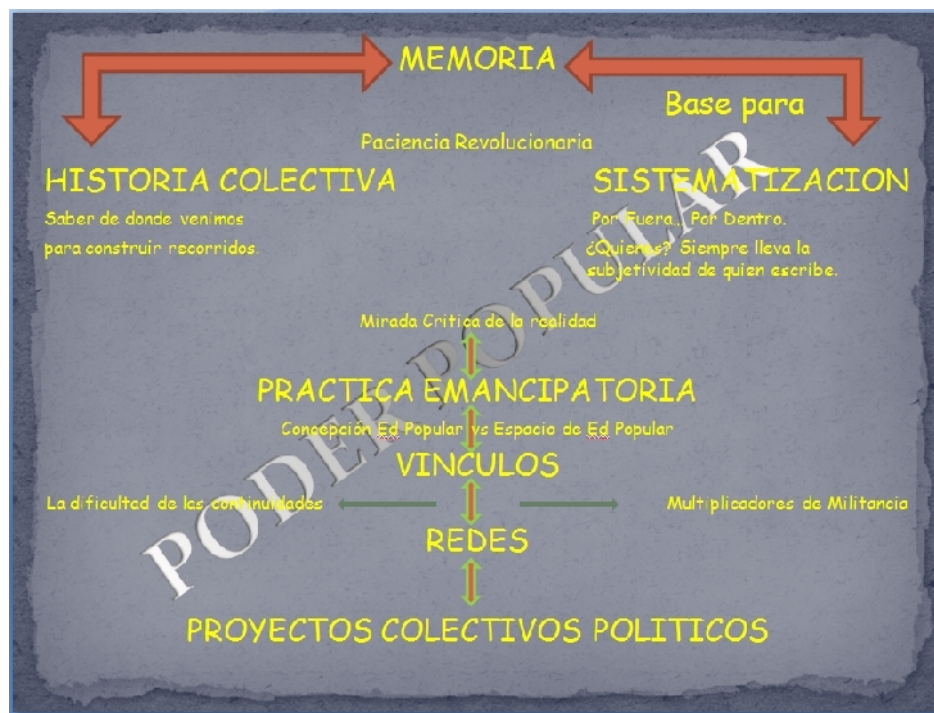 MEMORIA
Base para
Paciencia Revolucionaria
HISTORIA COLECTIVA
Saber de donde venimos
para construir recorridos.
SISTEMATIZACION
Por Fuera.. Por Dentro.
¿Quienes? Siempre lleva la
subjetividad de quien escribe.
Mirada Critica de la realidad
PRACTICA EMANCIPATORIA
Concepción Ed Popular vs Espacio de Ed Popular
VINCULOS
La dificultad de las continuidades
Multiplicadores de Militancia
REDES
PROYECTOS COLECTIVOS POLITICOS
PODER POPULAR